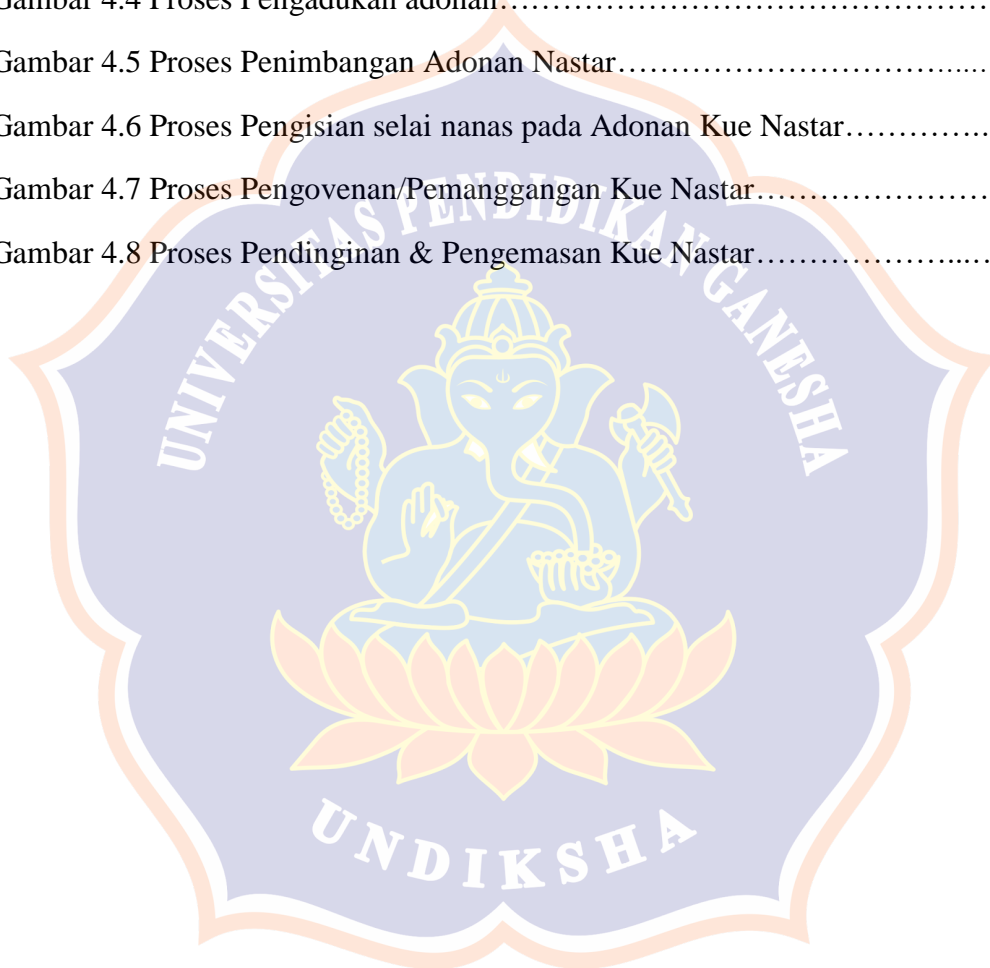 Gambar 4.4 Proses Pengadukan adonan……………………………………….
Gambar 4.5 Proses Penimbangan Adonan Nastar……………………………......
Gambar 4.6 Proses Pengisian selai nanas pada Adonan Kue Nastar…………..
Gambar 4.7 Proses Pengovenan/Pemanggangan Kue Nastar………………….
Gambar 4.8 Proses Pendinginan & Pengemasan Kue Nastar………………...…
UNIVERSITAS PENDIDIKAN GANESHA
UNDIKSHA